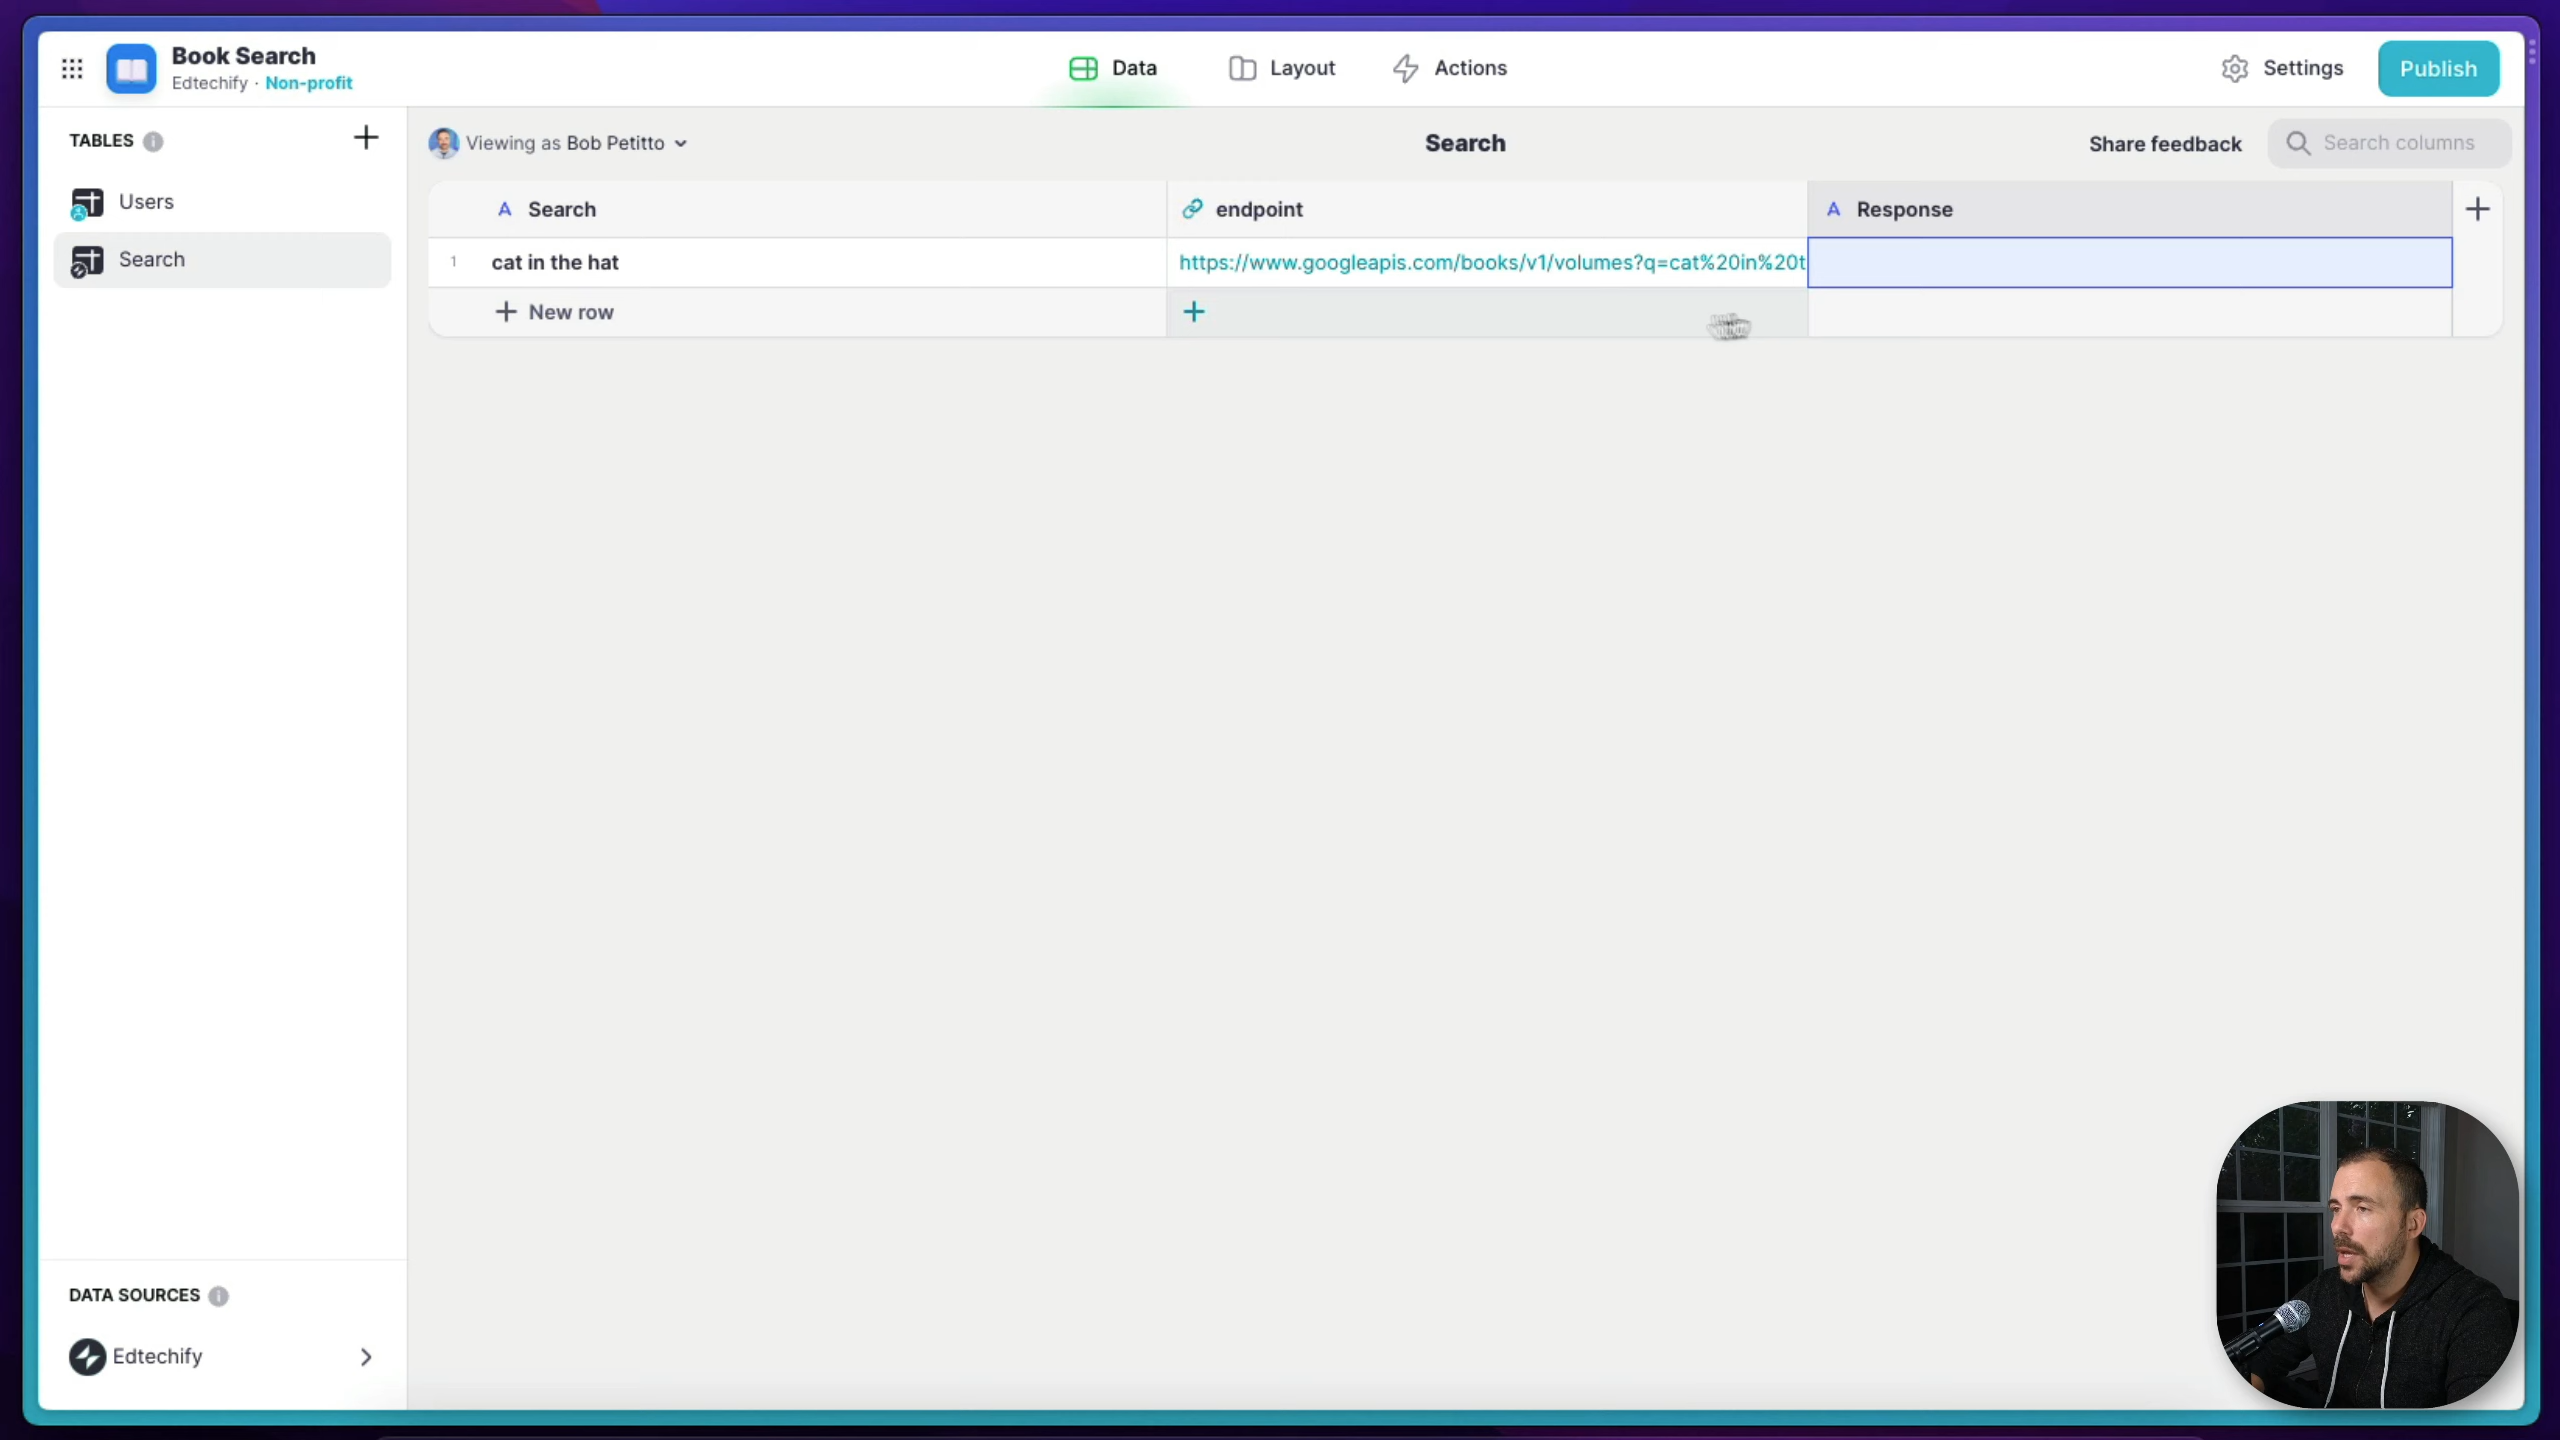 Book Search
Edtechify · Non-profit
Data
Layout
Actions
Settings
Publish
TABLES
Users
Search
Viewing as Bob Petitto
Search
Share feedback
Search columns
Search
endpoint
Response
1
cat in the hat
https://www.googleapis.com/books/v1/volumes?q=cat%20in%20t
New row
DATA SOURCES
Edtechify